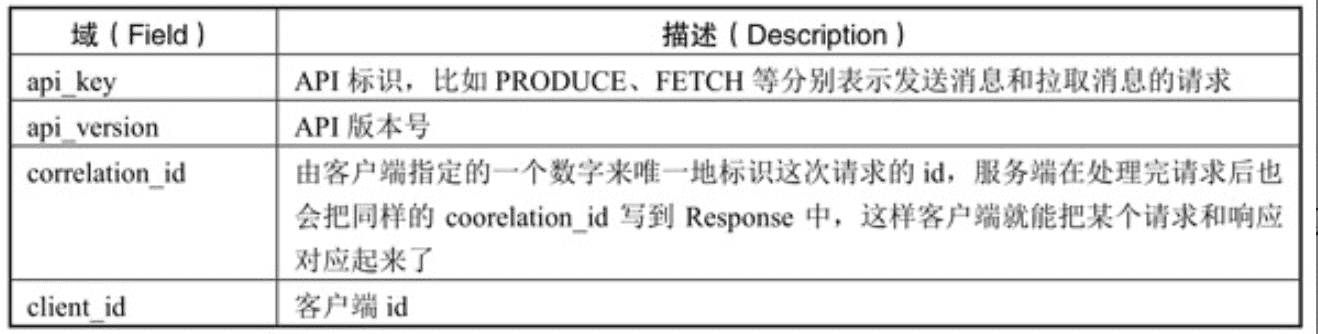 域（Field） 描述（Description）
api_key API 标识，比如 PRODUCE、FETCH 等分别表示发送消息和拉取消息的请求
api_version API 版本号
correlation_id 由客户端指定的一个数字来唯一地标识这次请求的 id，服务端在处理完请求后也
会把同样的 coorelation_id 写到 Response 中，这样客户端就能把某个请求和响应
对应起来了
client_id 客户端 id